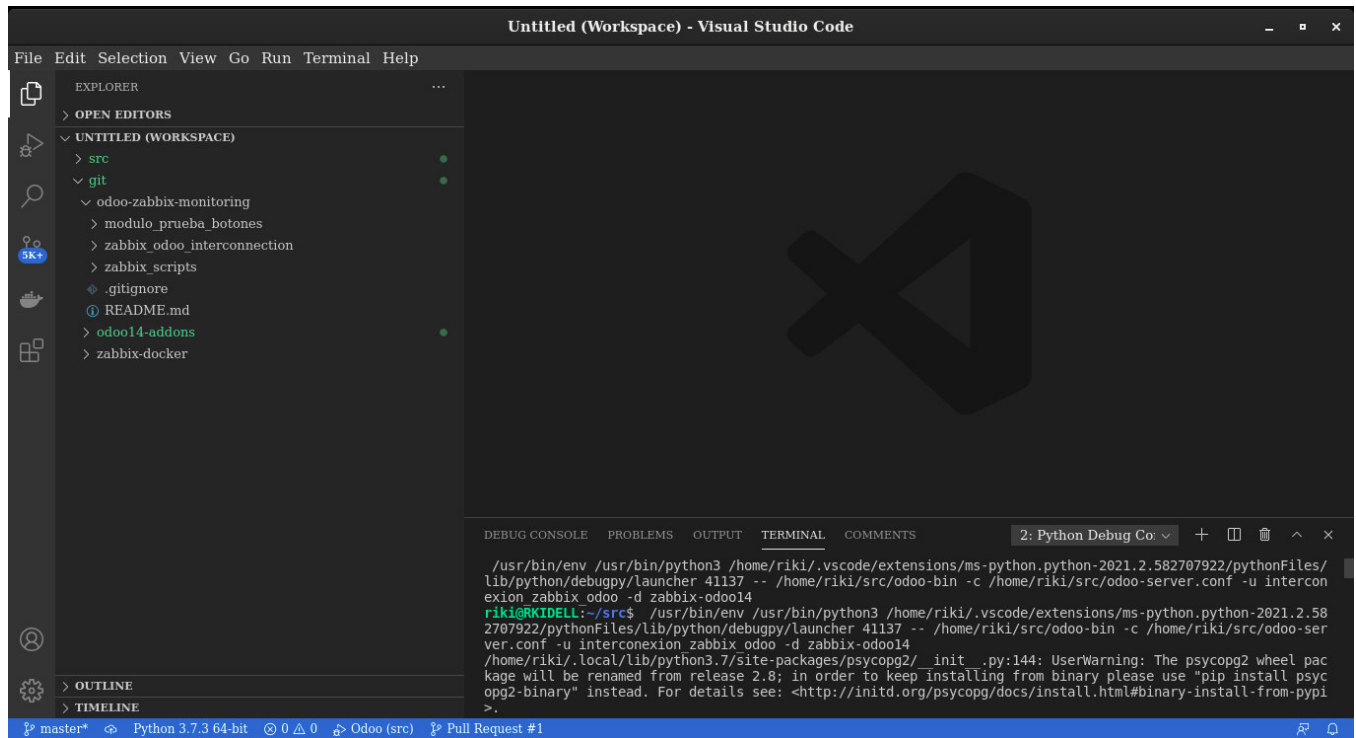 Untitled (Workspace) - Visual Studio Code
File Edit Selection View Go Run Terminal Help
EXPLORER
OPEN EDITORS
UNTITLED (WORKSPACE)
src
git
odoo-zabbix-monitoring
modulo_prueba_botones
zabbix_odoo_interconnection
zabbix_scripts
.gitignore
README.md
odoo14-addons
zabbix-docker
5K+
OUTLINE
TIMELINE
DEBUG CONSOLE PROBLEMS OUTPUT TERMINAL COMMENTS 2: Python Debug Co:
/usr/bin/env /usr/bin/python3 /home/riki/.vscode/extensions/ms-python.python-2021.2.582707922/pythonFiles/
lib/python/debugpy/launcher 41137 -- /home/riki/src/odoo-bin -c /home/riki/src/odoo-server.conf -u intercon
exion_zabbix_odoo -d zabbix-odoo14
riki@RKIDELL:~/src$ /usr/bin/env /usr/bin/python3 /home/riki/.vscode/extensions/ms-python.python-2021.2.58
2707922/pythonFiles/lib/python/debugpy/launcher 41137 -- /home/riki/src/odoo-bin -c /home/riki/src/odoo-ser
ver.conf -u interconexion_zabbix_odoo -d zabbix-odoo14
/home/riki/.local/lib/python3.7/site-packages/psycopg2/__init__.py:144: UserWarning: The psycopg2 wheel pac
kage will be renamed from release 2.8; in order to keep installing from binary please use "pip install psyc
opg2-binary" instead. For details see: <http://initd.org/psycopg/docs/install.html#binary-install-from-pypi
>.
master* Python 3.7.3 64-bit 0 0 Odoo (src) Pull Request #1